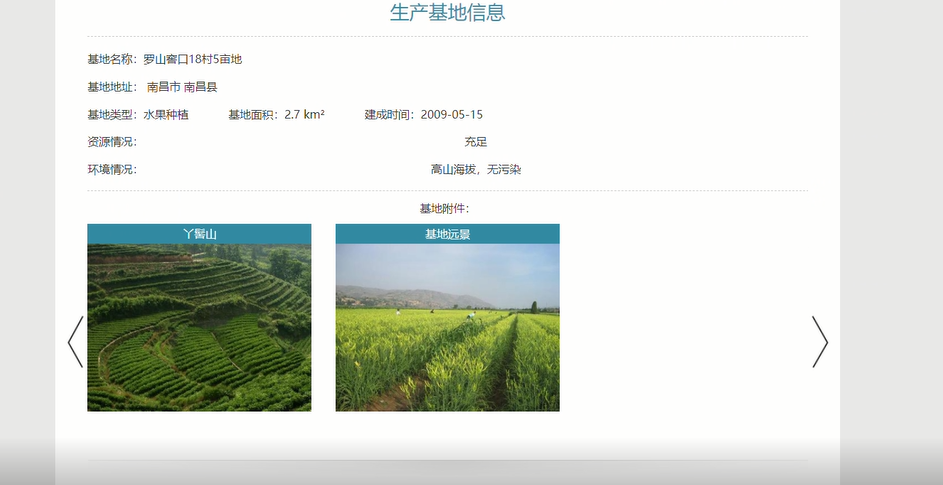 生产基地信息
基地名称：罗山窖口18村5亩地
基地地址： 南昌市 南昌县
基地类型：水果种植 基地面积：2.7 km² 建成时间：2009-05-15
资源情况： 充足
环境情况： 高山海拔，无污染
基地附件：
丫髻山 基地远景